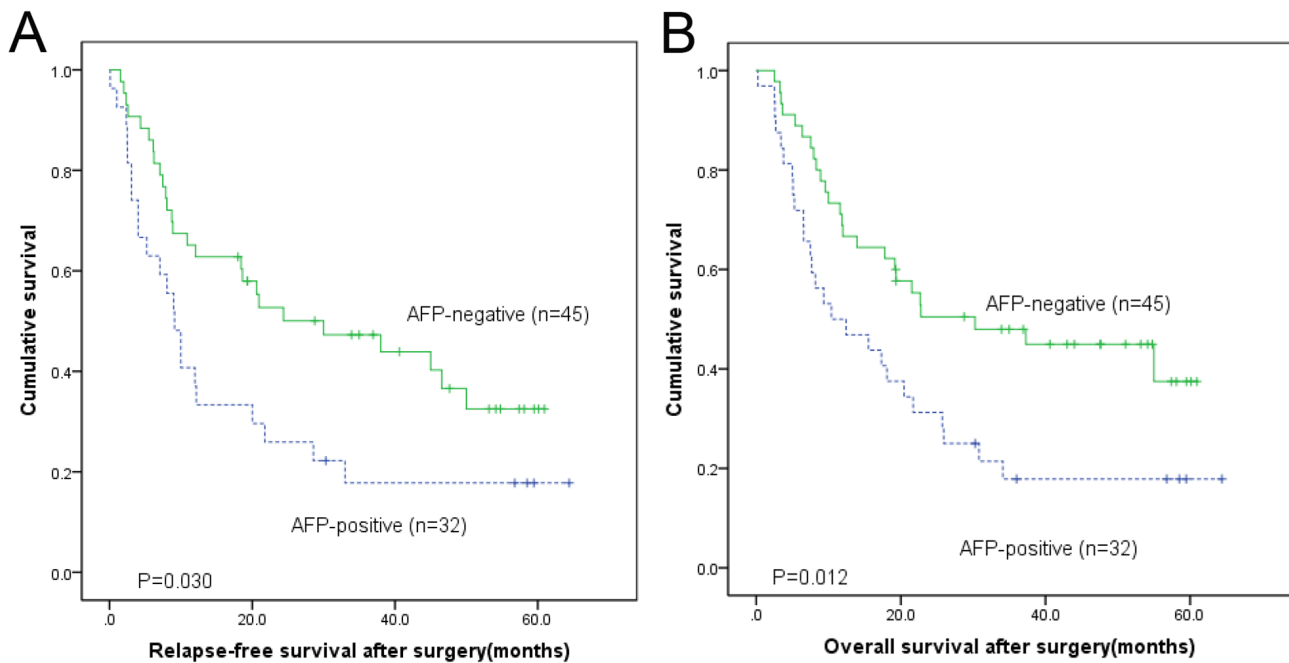 A
Cumulative survival
1.0
0.8
0.6
0.4
0.2
0.0
AFP-negative (n=45)
AFP-positive (n=32)
P=0.030
.0 20.0 40.0 60.0
Relapse-free survival after surgery(months)
B
Cumulative survival
1.0
0.8
0.6
0.4
0.2
0.0
AFP-negative (n=45)
AFP-positive (n=32)
P=0.012
.0 20.0 40.0 60.0
Overall survival after surgery(months)